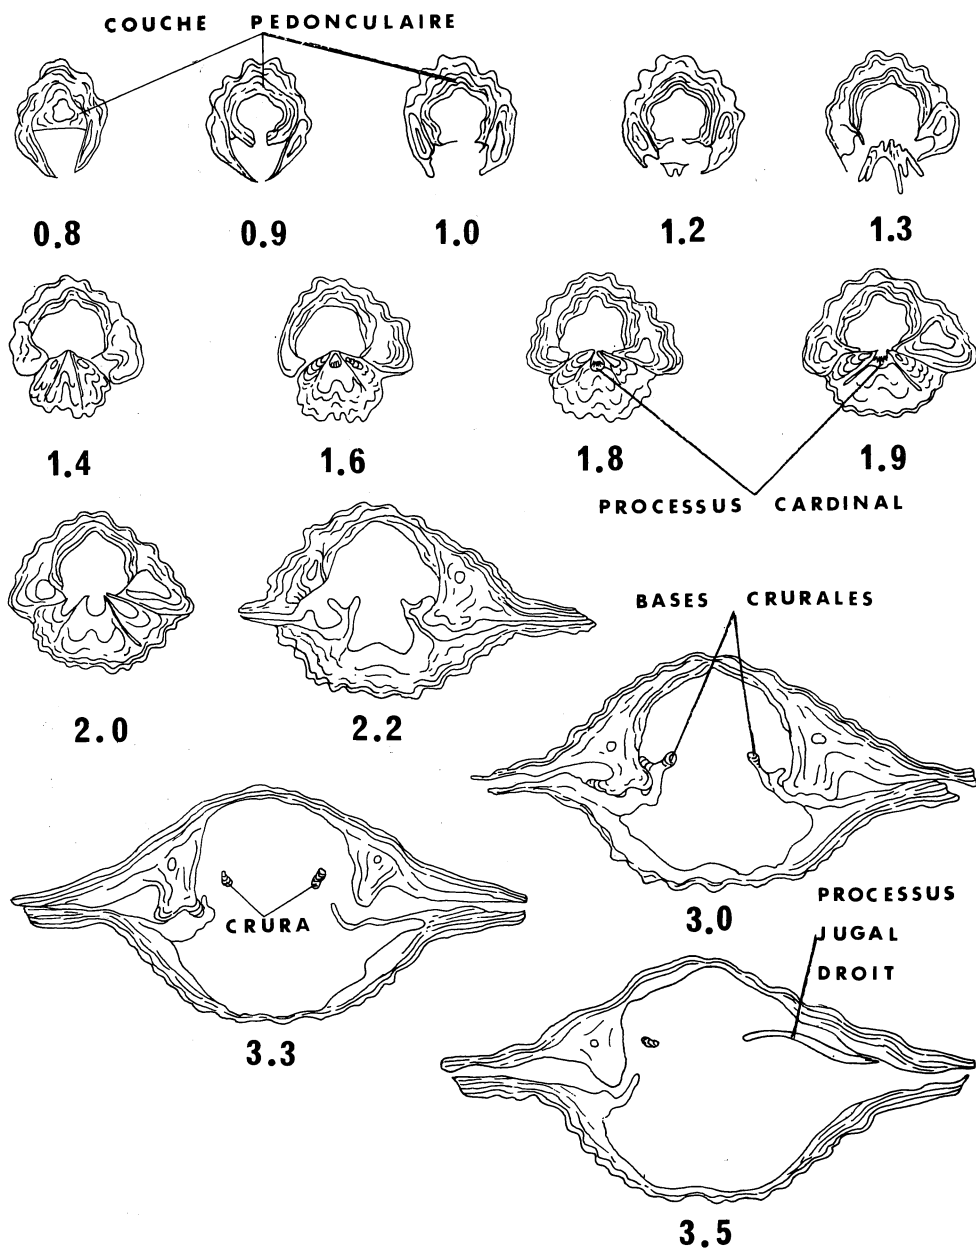 COUCHE PEDONCULAIRE
0.8 0.9 1.0 1.2 1.3
1.4 1.6 1.8 1.9
PROCESSUS CARDINAL
2.0 2.2
BASES CRURALES
3.0
CRURA
3.3
PROCESSUS
JUGAL
DROIT
3.5